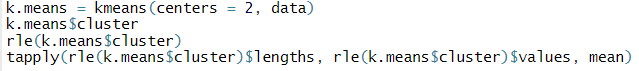 k.means = kmeans(centers = 2, data)
k.means$cluster
rle(k.means$cluster)
tapply(rle(k.means$cluster)$lengths, rle(k.means$cluster)$values, mean)